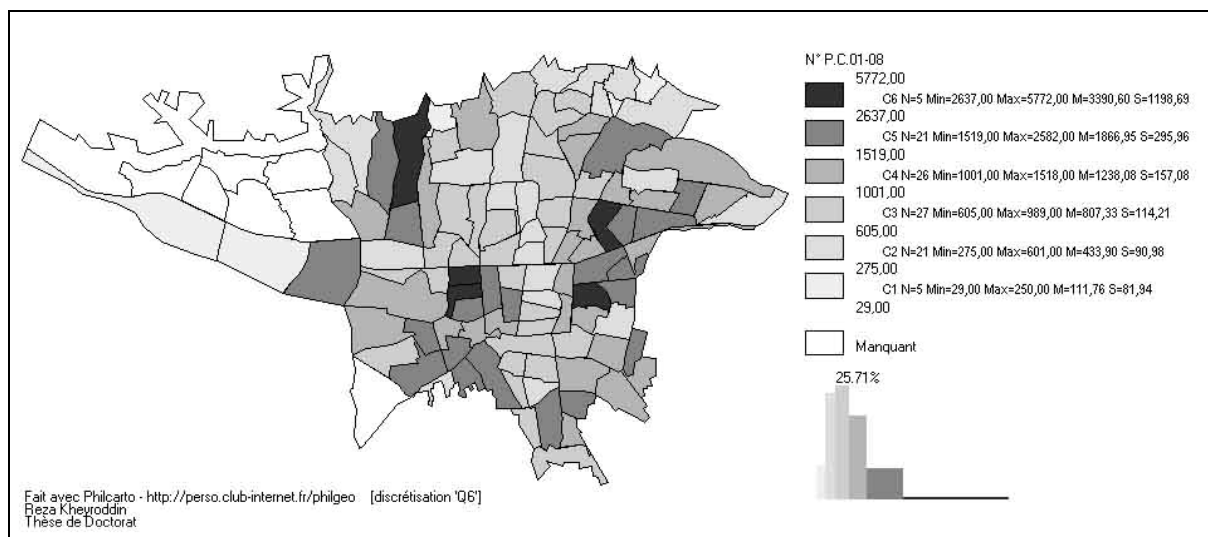 N° P.C.01-08
5772,00
C6 N=5 Min=2637,00 Max=5772,00 M=3390,60 S=1198,69
2637,00
C5 N=21 Min=1519,00 Max=2582,00 M=1866,95 S=295,96
1519,00
C4 N=26 Min=1001,00 Max=1518,00 M=1238,08 S=157,08
1001,00
C3 N=27 Min=605,00 Max=989,00 M=807,33 S=114,21
605,00
C2 N=21 Min=275,00 Max=601,00 M=433,90 S=90,98
275,00
C1 N=5 Min=29,00 Max=250,00 M=111,76 S=81,94
29,00
Manquant
25.71%
Fait avec Philcarto - http://perso.club-internet.fr/philgeo [discrétisation 'Q6']
Reza Kheyroddin
Thèse de Doctorat